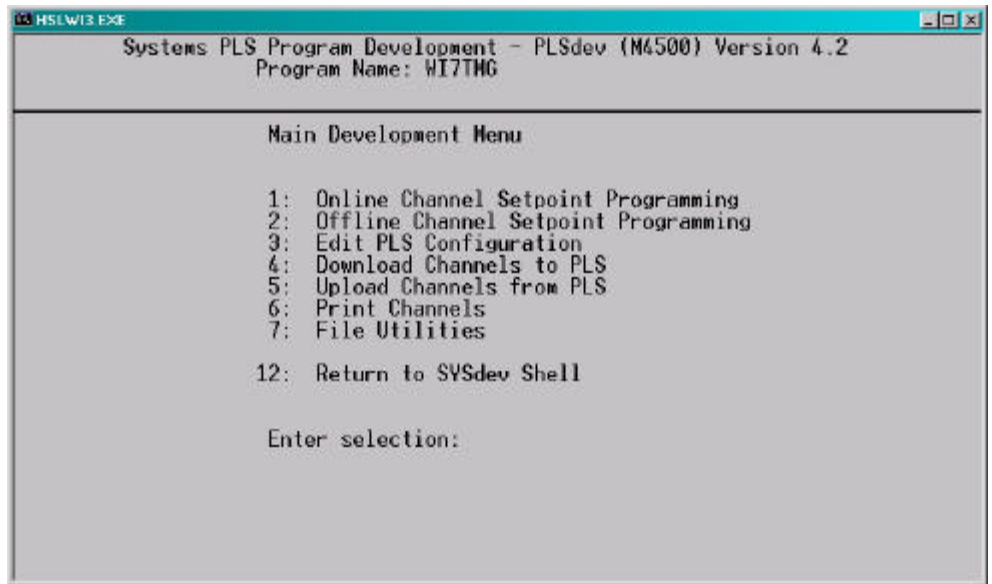 HSLWI3.EXE
Systems PLS Program Development - PLSdev (M4500) Version 4.2
Program Name: WI7TMG
Main Development Menu
1: Online Channel Setpoint Programming
2: Offline Channel Setpoint Programming
3: Edit PLS Configuration
4: Download Channels to PLS
5: Upload Channels from PLS
6: Print Channels
7: File Utilities
12: Return to SYSdev Shell
Enter selection: